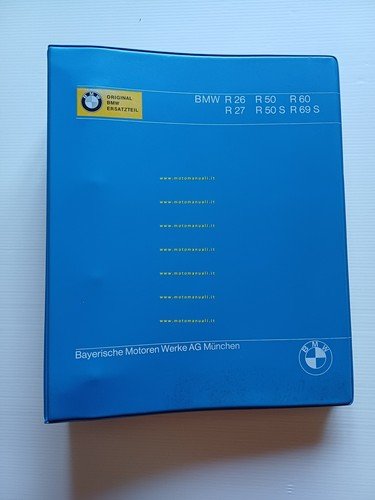 BMW
ORIGINAL
BMW
ERSATZTEIL
BMW R 26 R 50 R 60
R 27 R 50 S R 69 S
www.motomanuali.it
www.motomanuali.it
www.motomanuali.it
www.motomanuali.it
www.motomanuali.it
www.motomanuali.it
www.motomanuali.it
Bayerische Motoren Werke AG München
BMW